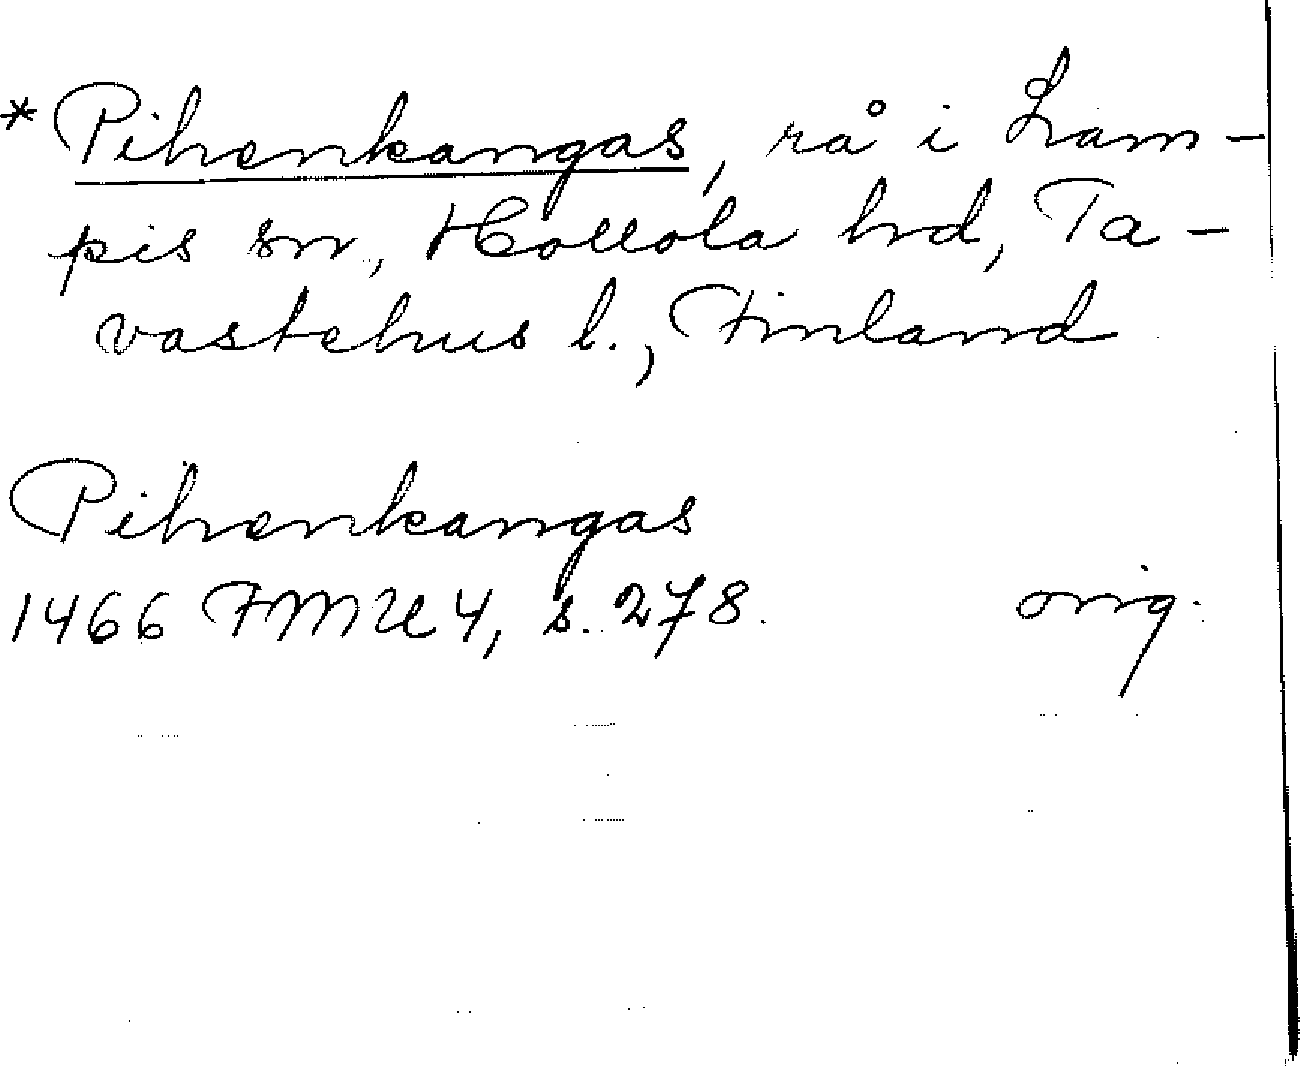 * Pihenkangas, rå i Lam-
pis sn, Hollola hd, Ta-
vastehus l., Finland
Pihenkangas
1466 FMU 4, s. 278. orig.